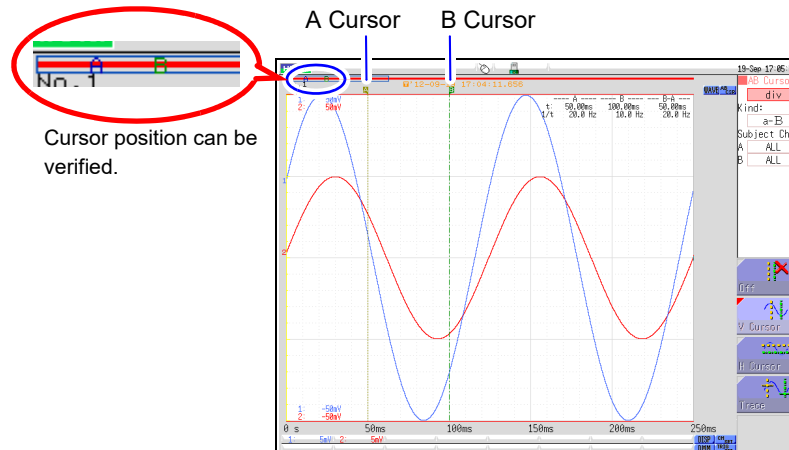 A Cursor B Cursor
A B
No.1
Cursor position can be
verified.
19-Sep 17:05
AB Cursor
div
Kind:
a-B
Subject Ch
A ALL
B ALL
17:04:11.656
1: 50mV
2: 50mV
---- A ---- ---- B ---- -- B-A --
t: 50.00ms 100.00ms 50.00ms
1/t 20.0 Hz 10.0 Hz 20.0 Hz
1
2
Off
V Cursor
H Cursor
Trace
1: -50mV
2: -50mV
0 s 50ms 100ms 150ms 200ms 250ms
1: 5mV 2: 5mV
DISP CH